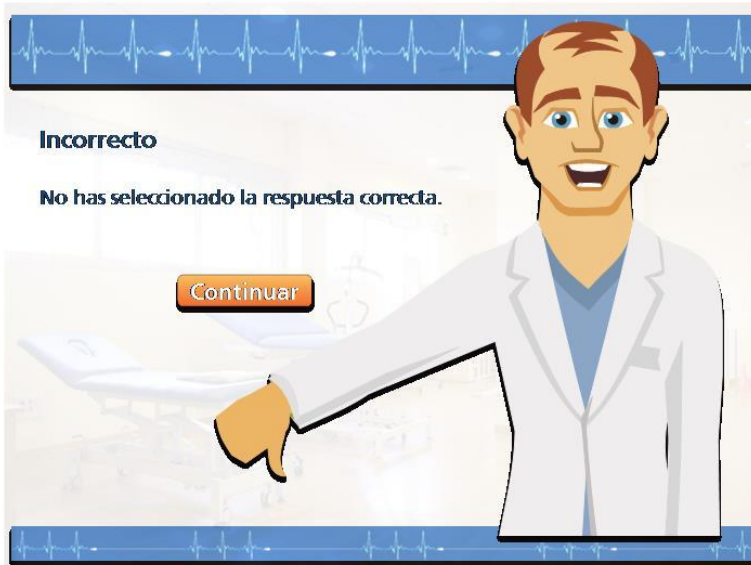 Incorrecto
No has seleccionado la respuesta correcta.
Continuar